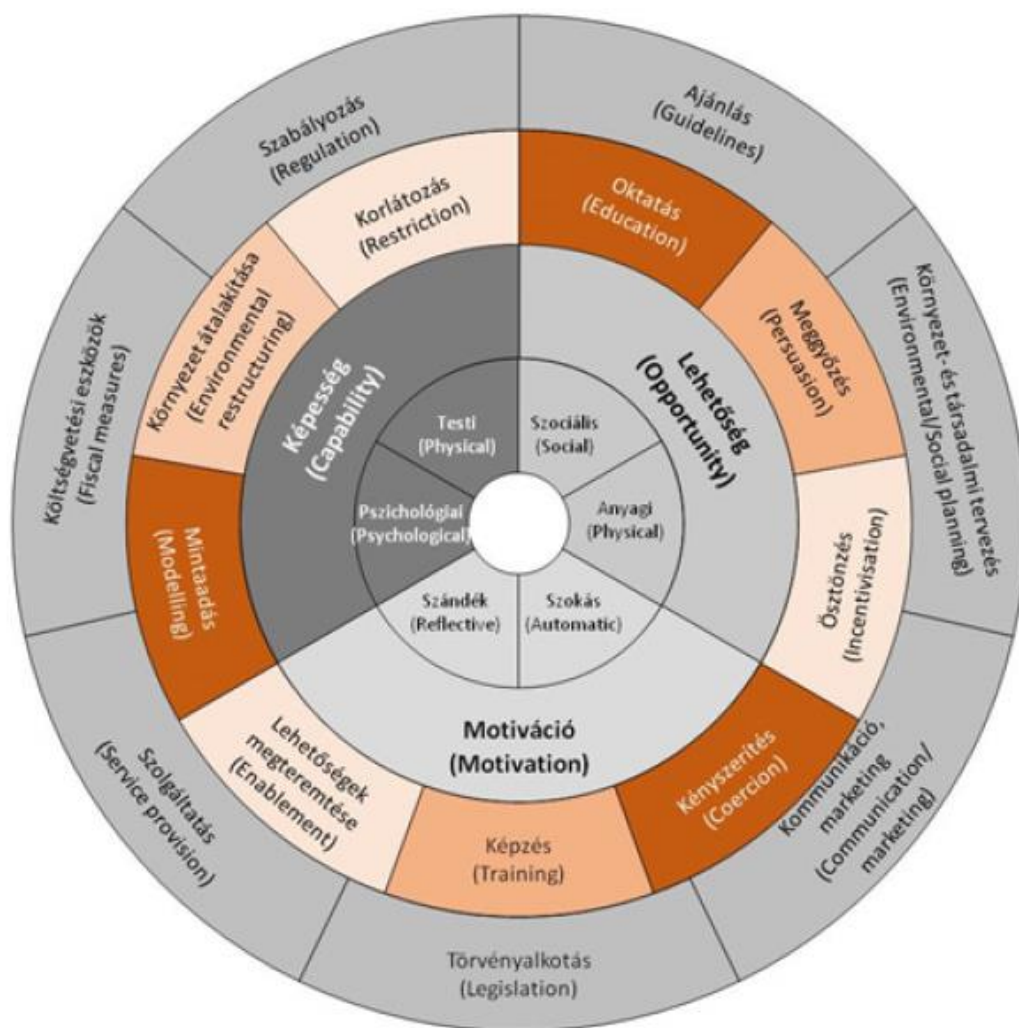 Szabályozás
(Regulation)
Ajánlás
(Guidelines)
Környezet- és társadalmi tervezés
(Environmental/Social planning)
Kommunikáció,
marketing
(Communication/
marketing)
Törvényalkotás
(Legislation)
Szolgáltatás
(Service provision)
Költségvetési eszközök
(Fiscal measures)
Korlátozás
(Restriction)
Oktatás
(Education)
Meggyőzés
(Persuasion)
Ösztönzés
(Incentivisation)
Kényszerítés
(Coercion)
Képzés
(Training)
Lehetőségek
megteremtése
(Enablement)
Mintaadás
(Modelling)
Környezet átalakítása
(Environmental
restructuring)
Képesség
(Capability)
Lehetőség
(Opportunity)
Motiváció
(Motivation)
Testi
(Physical)
Szociális
(Social)
Anyagi
(Physical)
Szokás
(Automatic)
Szándék
(Reflective)
Pszichológiai
(Psychological)